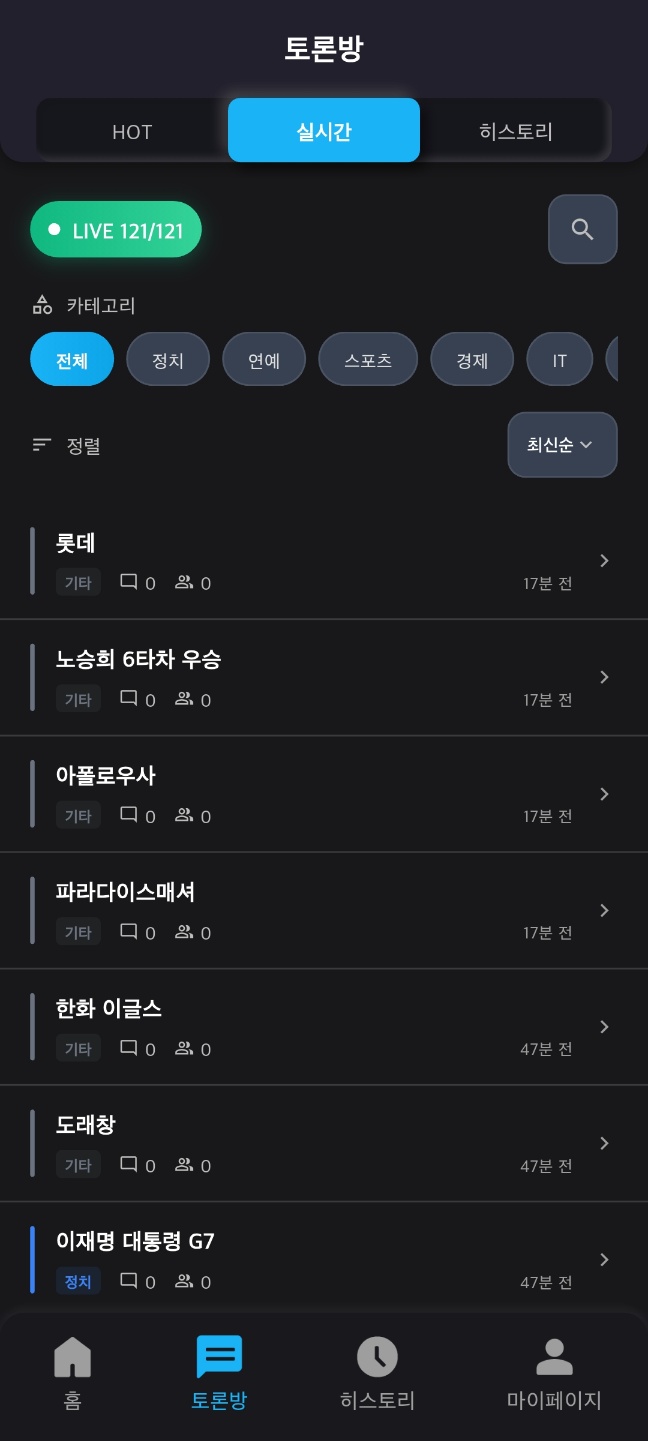 토론방
HOT 실시간 히스토리
LIVE 121/121
카테고리
전체 정치 연예 스포츠 경제 IT
정렬 최신순
롯데
기타 0 0 17분 전
노승희 6타차 우승
기타 0 0 17분 전
아폴로우사
기타 0 0 17분 전
파라다이스매셔
기타 0 0 17분 전
한화 이글스
기타 0 0 47분 전
도래창
기타 0 0 47분 전
이재명 대통령 G7
정치 0 0 47분 전
홈 토론방 히스토리 마이페이지